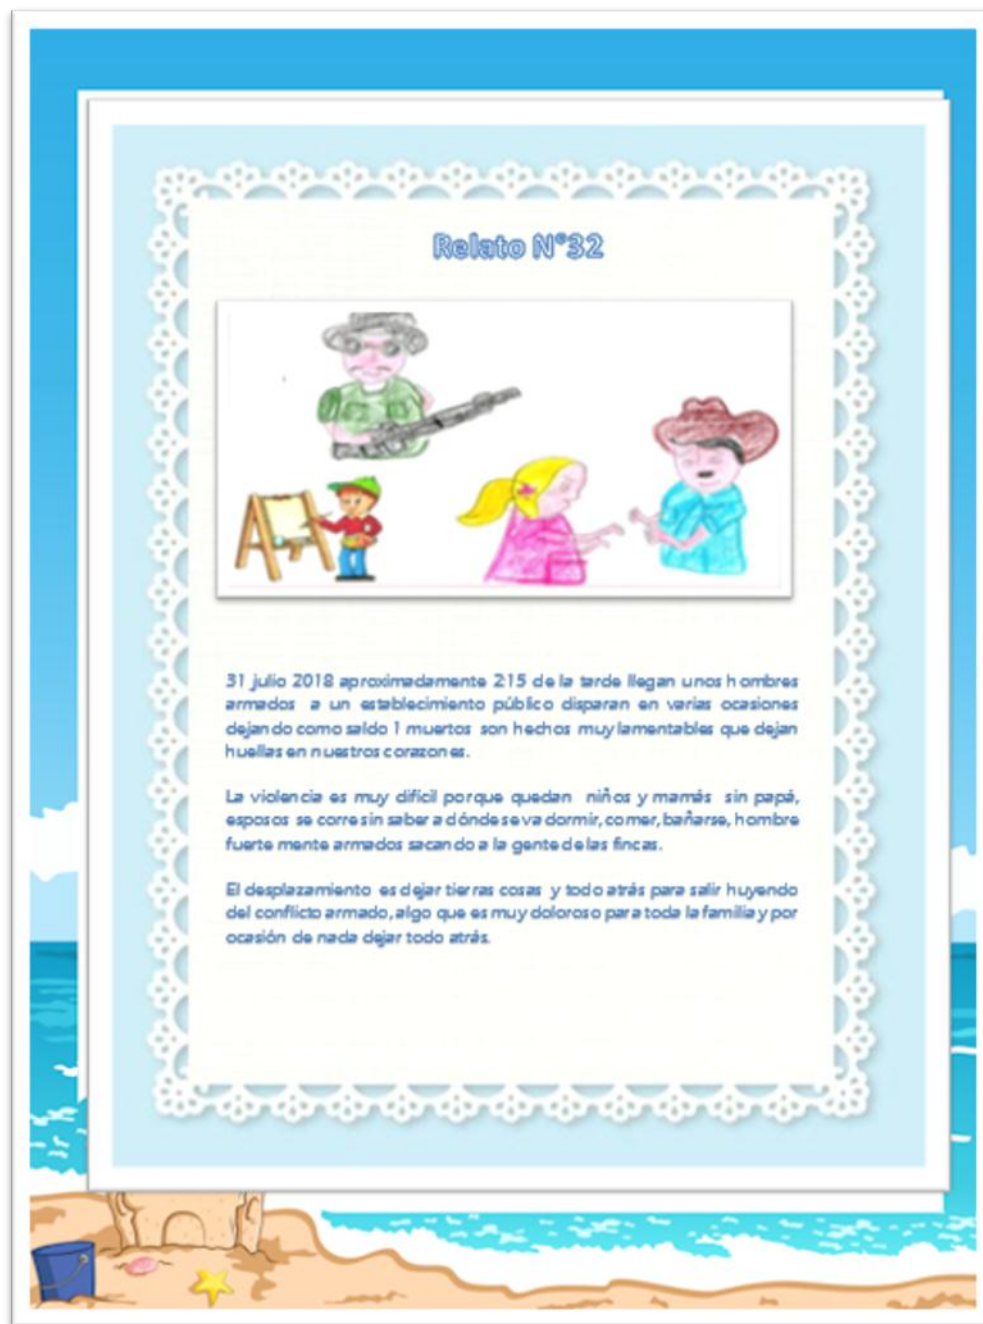 Relato N°32
31 julio 2018 aproximadamente 2:15 de la tarde llegan unos hombres
armados a un establecimiento público disparan en varias ocasiones
dejando como saldo 1 muertos son hechos muy lamentables que dejan
huellas en nuestros corazones.
La violencia es muy difícil porque quedan niños y mamás sin papá,
esposos se corre sin saber a dónde se va dormir, comer, bañarse, hombre
fuerte mente armados sacando a la gente de las fincas.
El desplazamiento es dejar tierras cosas y todo atrás para salir huyendo
del conflicto armado, algo que es muy doloroso para toda la familia y por
ocasión de nada dejar todo atrás.